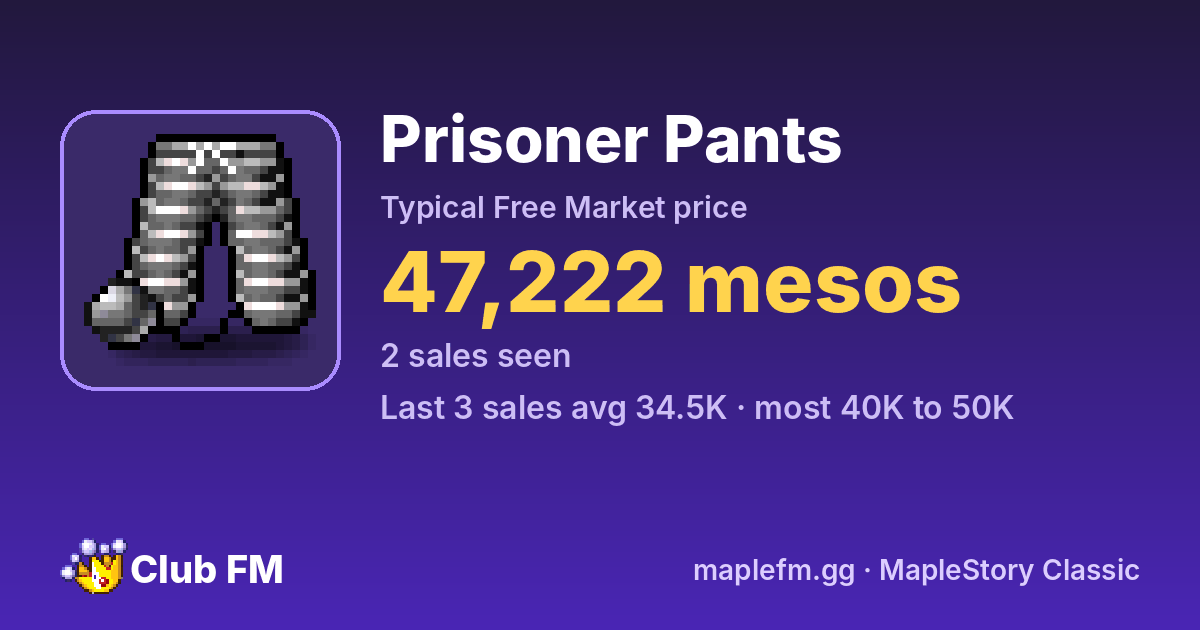 Prisoner Pants
Typical Free Market price
47,222 mesos
2 sales seen
Last 3 sales avg 34.5K · most 40K to 50K
Club FM
maplefm.gg · MapleStory Classic